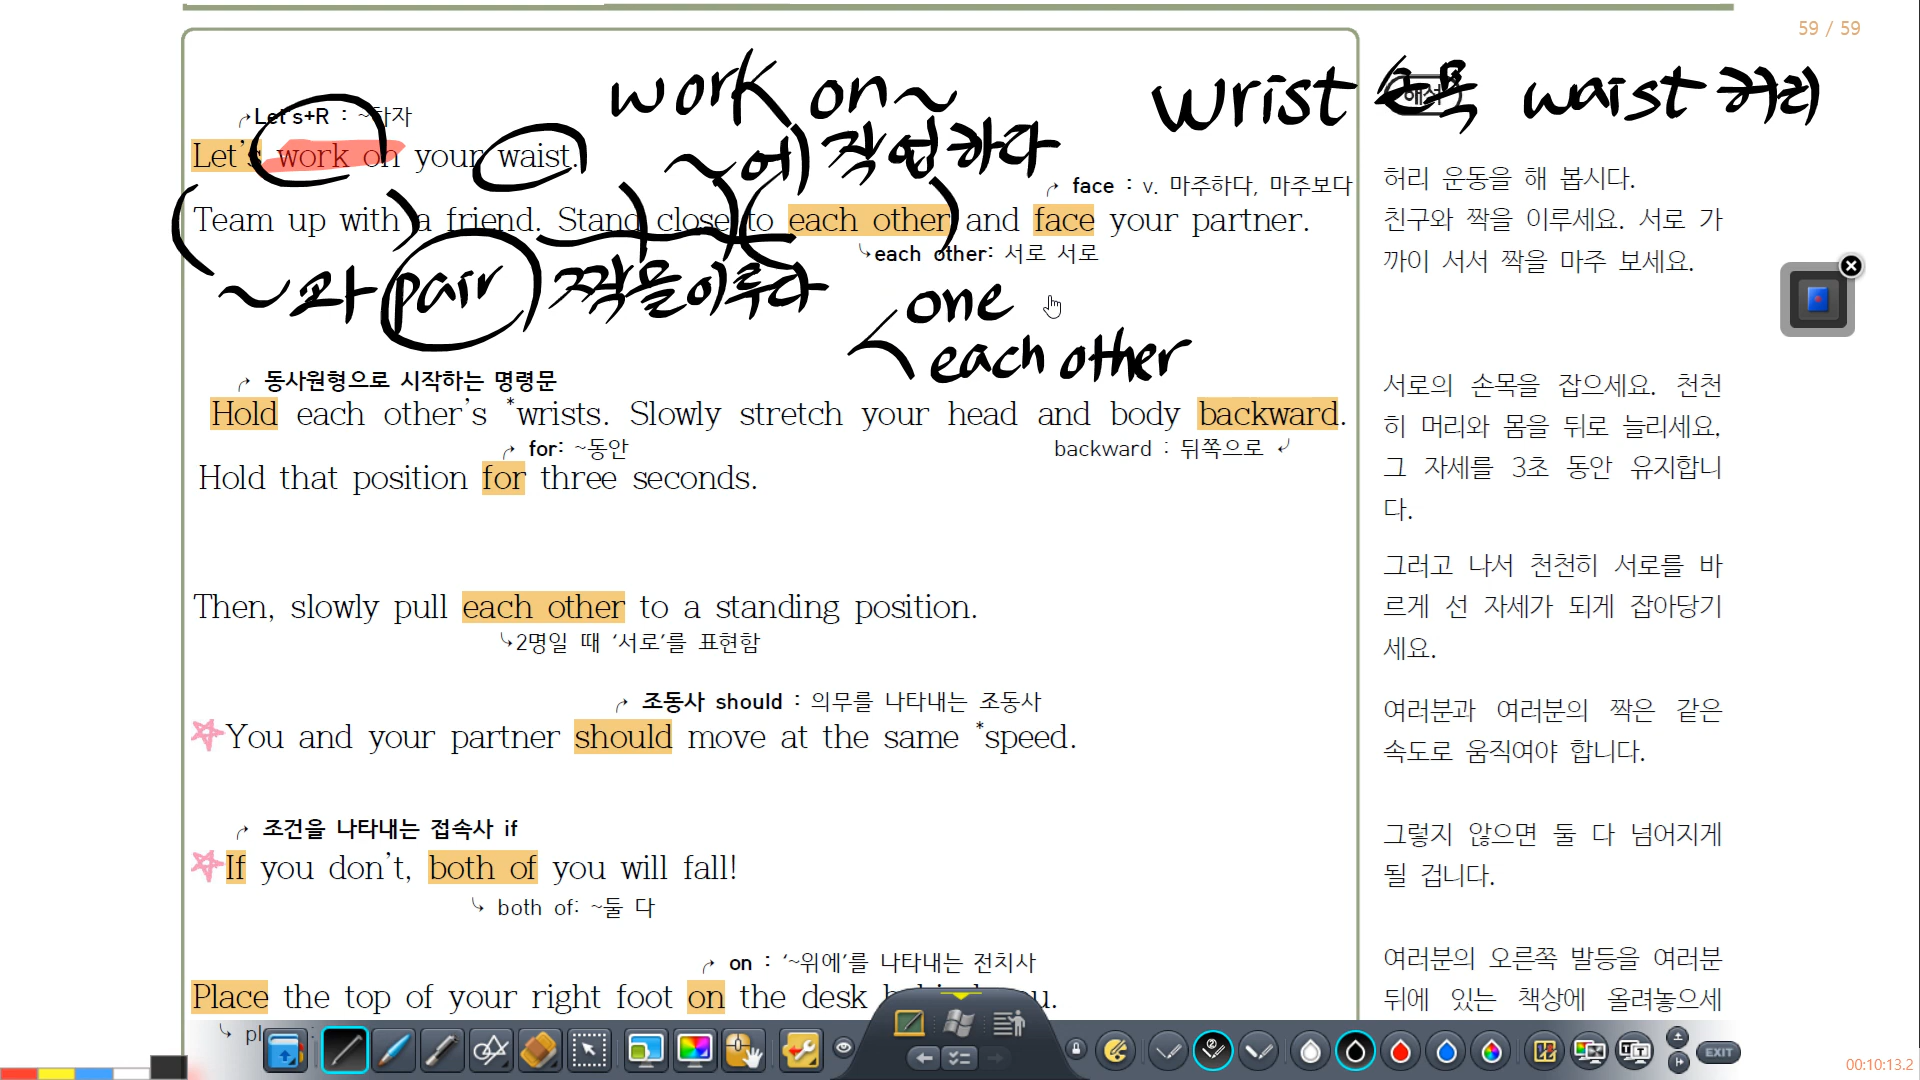 59 / 59
work on~
wrist 손목 waist 허리
Let's+R : ~하자
~에 작업하다
Let's work on your waist.
허리 운동을 해 봅시다.
face : v. 마주하다, 마주보다
Team up with a friend. Stand close to each other and face your partner.
친구와 짝을 이루세요. 서로 가
each other: 서로 서로
까이 서서 짝을 마주 보세요.
~과 pair 짝을이루다
one
each other
동사원형으로 시작하는 명령문
서로의 손목을 잡으세요. 천천
Hold each other's *wrists. Slowly stretch your head and body backward.
히 머리와 몸을 뒤로 늘리세요,
for: ~동안
backward : 뒤쪽으로
Hold that position for three seconds.
그 자세를 3초 동안 유지합니
다.
그러고 나서 천천히 서로를 바
Then, slowly pull each other to a standing position.
르게 선 자세가 되게 잡아당기
2명일 때 '서로'를 표현함
세요.
조동사 should : 의무를 나타내는 조동사
여러분과 여러분의 짝은 같은
You and your partner should move at the same *speed.
속도로 움직여야 합니다.
조건을 나타내는 접속사 if
그렇지 않으면 둘 다 넘어지게
If you don't, both of you will fall!
될 겁니다.
both of: ~둘 다
on : '~위에'를 나타내는 전치사
여러분의 오른쪽 발등을 여러분
Place the top of your right foot on the desk
뒤에 있는 책상에 올려놓으세
EXIT
00:10:13.2